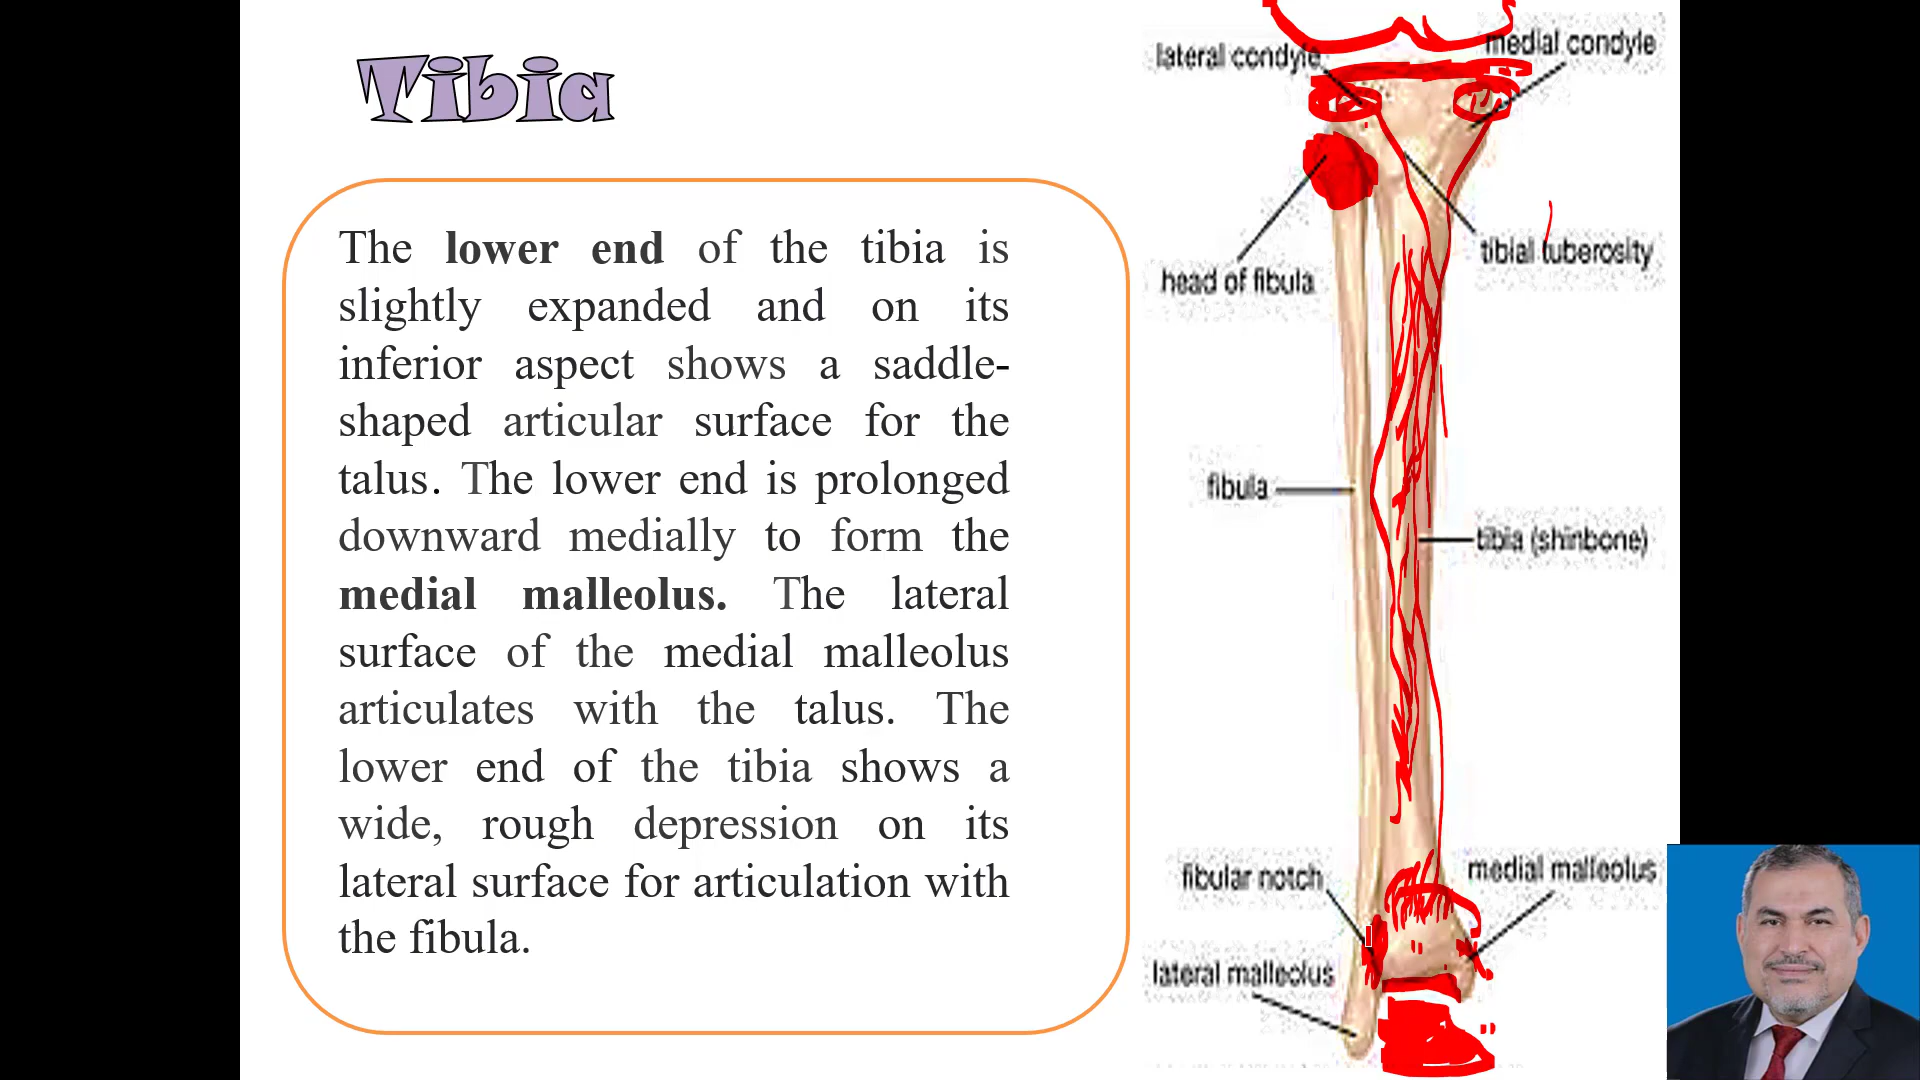 Tibia
The lower end of the tibia is
slightly expanded and on its
inferior aspect shows a saddle-
shaped articular surface for the
talus. The lower end is prolonged
downward medially to form the
medial malleolus. The lateral
surface of the medial malleolus
articulates with the talus. The
lower end of the tibia shows a
wide, rough depression on its
lateral surface for articulation with
the fibula.
lateral condyle
medial condyle
tibial tuberosity
head of fibula
fibula
tibia (shinbone)
fibular notch
medial malleolus
lateral malleolus